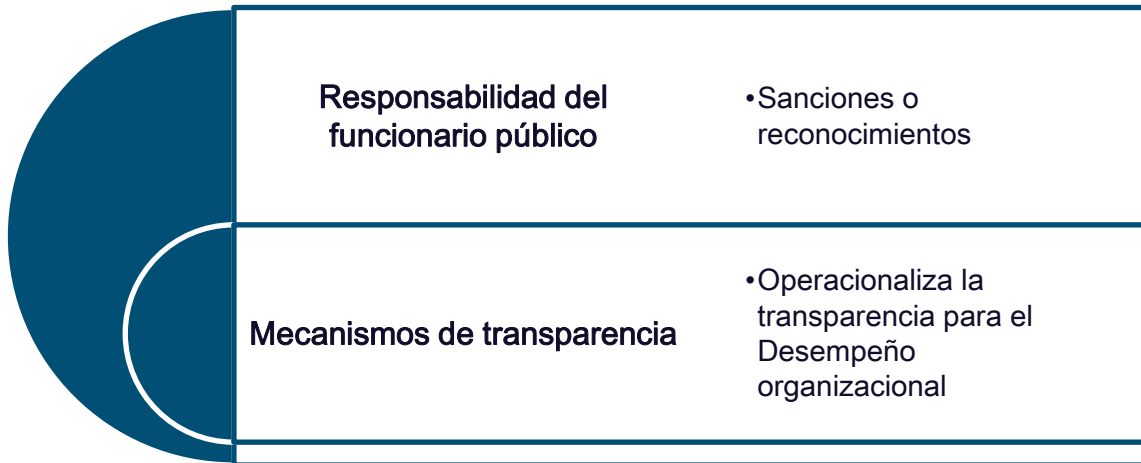 Responsabilidad del
funcionario público
•Sanciones o
reconocimientos
Mecanismos de transparencia
•Operacionaliza la
transparencia para el
Desempeño
organizacional